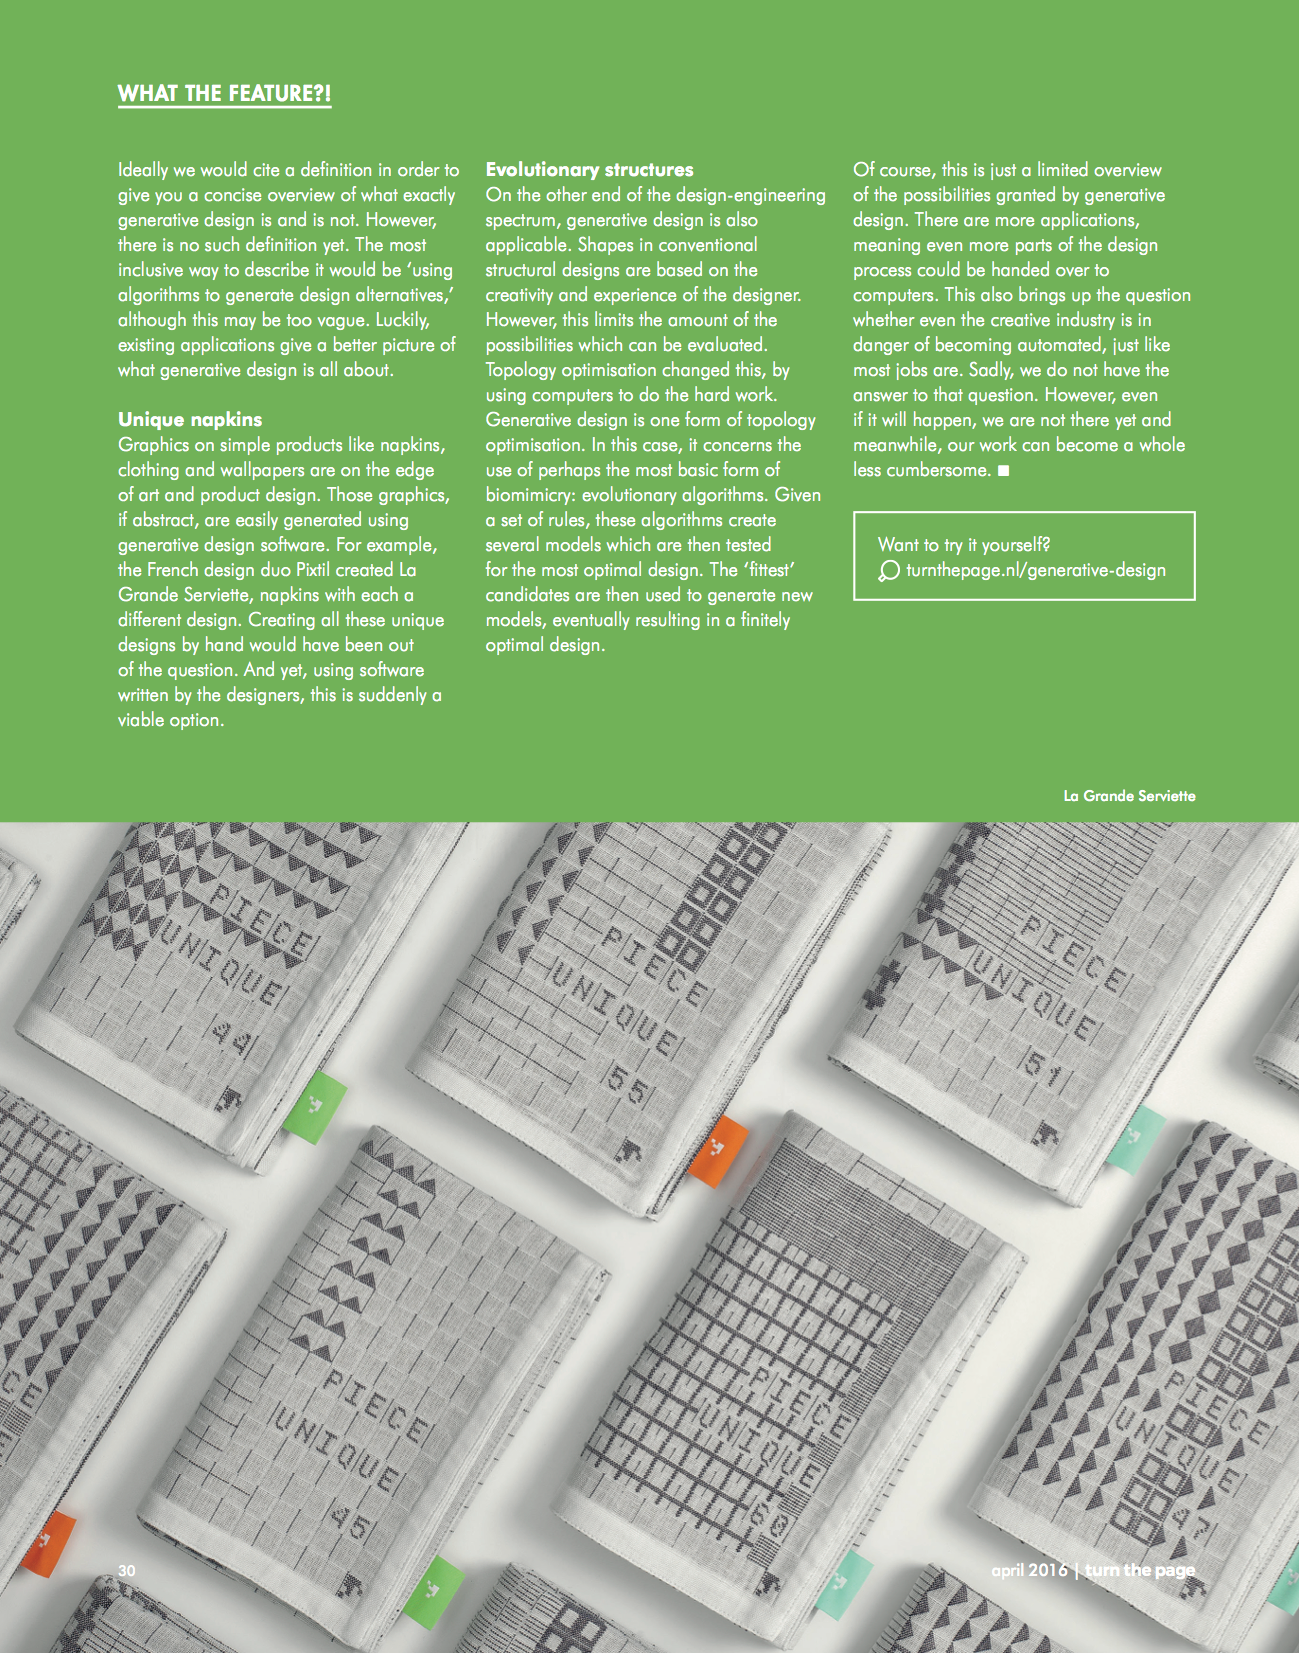 WHAT THE FEATURE?!
Ideally we would cite a definition in order to
give you a concise overview of what exactly
generative design is and is not. However,
there is no such definition yet. The most
inclusive way to describe it would be ‘using
algorithms to generate design alternatives,’
although this may be too vague. Luckily,
existing applications give a better picture of
what generative design is all about.
Unique napkins
Graphics on simple products like napkins,
clothing and wallpapers are on the edge
of art and product design. Those graphics,
if abstract, are easily generated using
generative design software. For example,
the French design duo Pixtil created La
Grande Serviette, napkins with each a
different design. Creating all these unique
designs by hand would have been out
of the question. And yet, using software
written by the designers, this is suddenly a
viable option.
Evolutionary structures
On the other end of the design-engineering
spectrum, generative design is also
applicable. Shapes in conventional
structural designs are based on the
creativity and experience of the designer.
However, this limits the amount of the
possibilities which can be evaluated.
Topology optimisation changed this, by
using computers to do the hard work.
Generative design is one form of topology
optimisation. In this case, it concerns the
use of perhaps the most basic form of
biomimicry: evolutionary algorithms. Given
a set of rules, these algorithms create
several models which are then tested
for the most optimal design. The ‘fittest’
candidates are then used to generate new
models, eventually resulting in a finitely
optimal design.
Of course, this is just a limited overview
of the possibilities granted by generative
design. There are more applications,
meaning even more parts of the design
process could be handed over to
computers. This also brings up the question
whether even the creative industry is in
danger of becoming automated, just like
most jobs are. Sadly, we do not have the
answer to that question. However, even
if it will happen, we are not there yet and
meanwhile, our work can become a whole
less cumbersome.
Want to try it yourself?
turnthepage.nl/generative-design
La Grande Serviette
PIECE
UNIQUE
44
PIECE
UNIQUE
55
PIECE
UNIQUE
51
PIECE
UNIQUE
45
PIECE
UNIQUE
60
PIECE
UNIQUE
47
30
april 2016 | turn the page